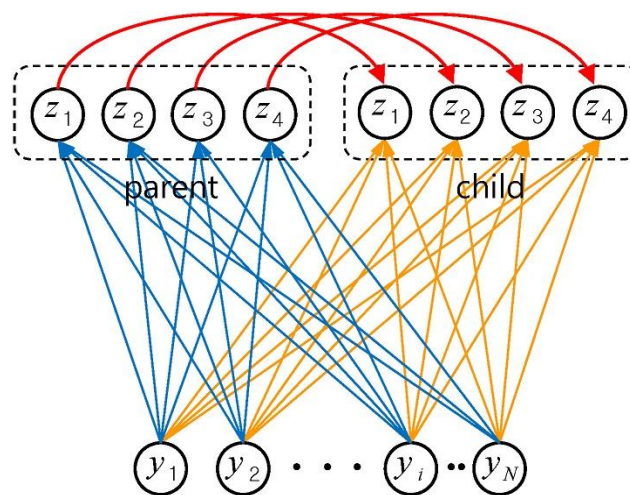 z1 z2 z3 z4 z1 z2 z3 z4
parent child
y1 y2 · · · · yi ·· yN